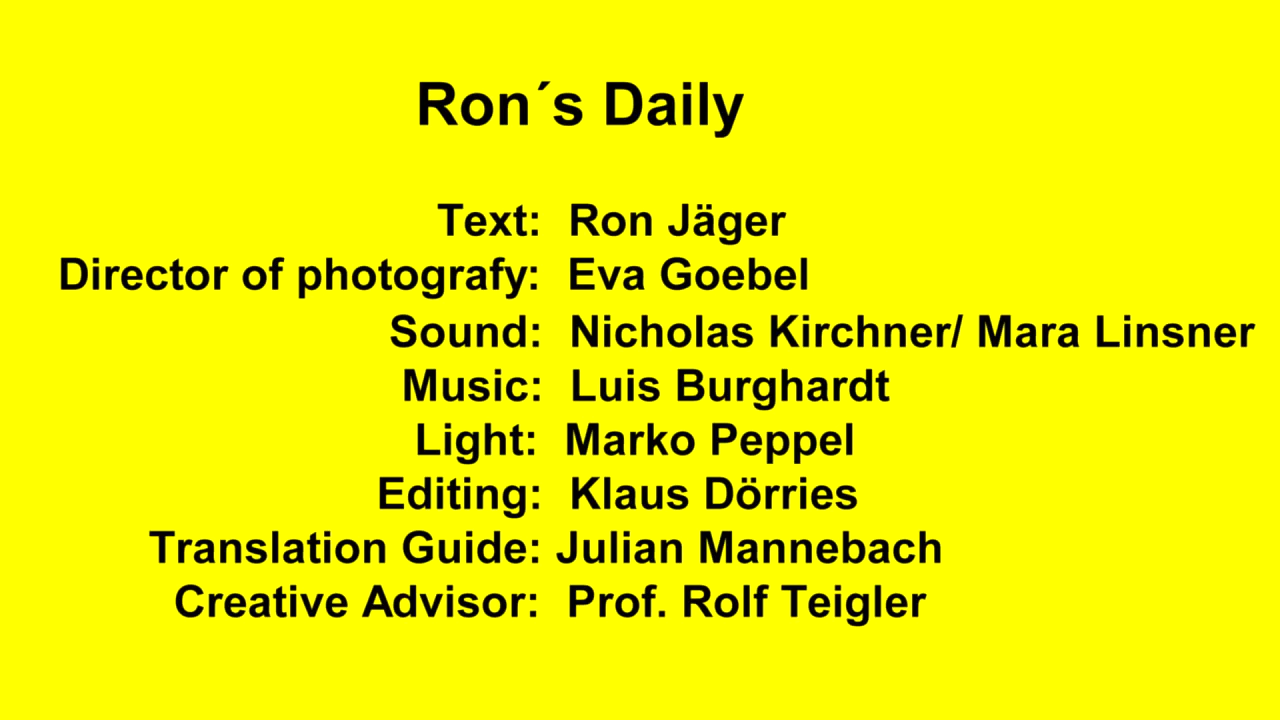 Ron´s Daily
Text: Ron Jäger
Director of photografy: Eva Goebel
Sound: Nicholas Kirchner/ Mara Linsner
Music: Luis Burghardt
Light: Marko Peppel
Editing: Klaus Dörries
Translation Guide: Julian Mannebach
Creative Advisor: Prof. Rolf Teigler